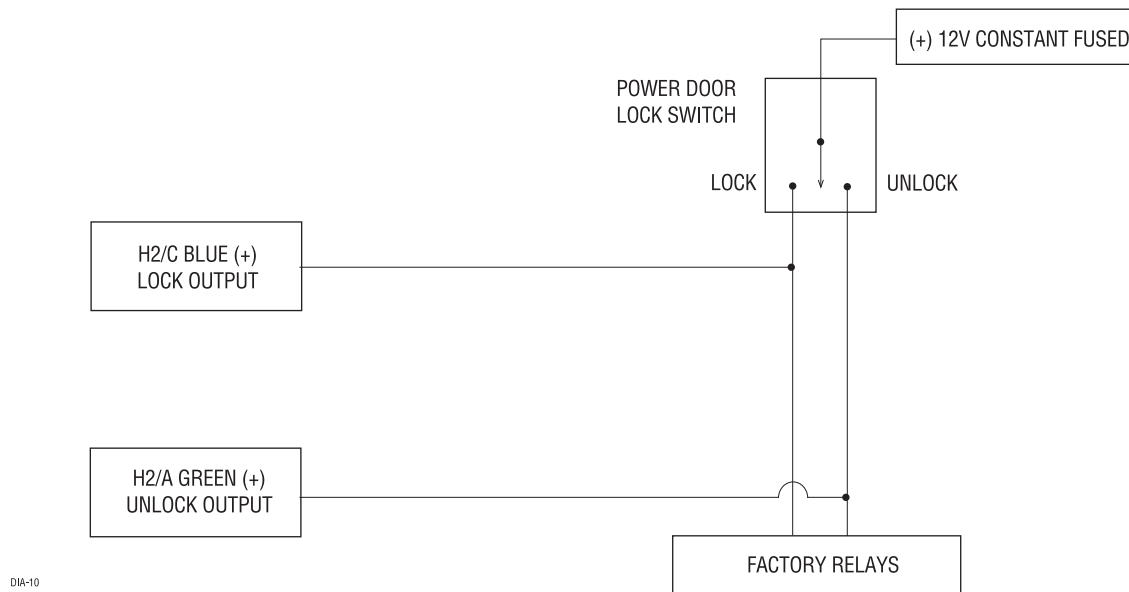 (+) 12V CONSTANT FUSED
POWER DOOR
LOCK SWITCH
LOCK
UNLOCK
H2/C BLUE (+)
LOCK OUTPUT
H2/A GREEN (+)
UNLOCK OUTPUT
FACTORY RELAYS
DIA-10